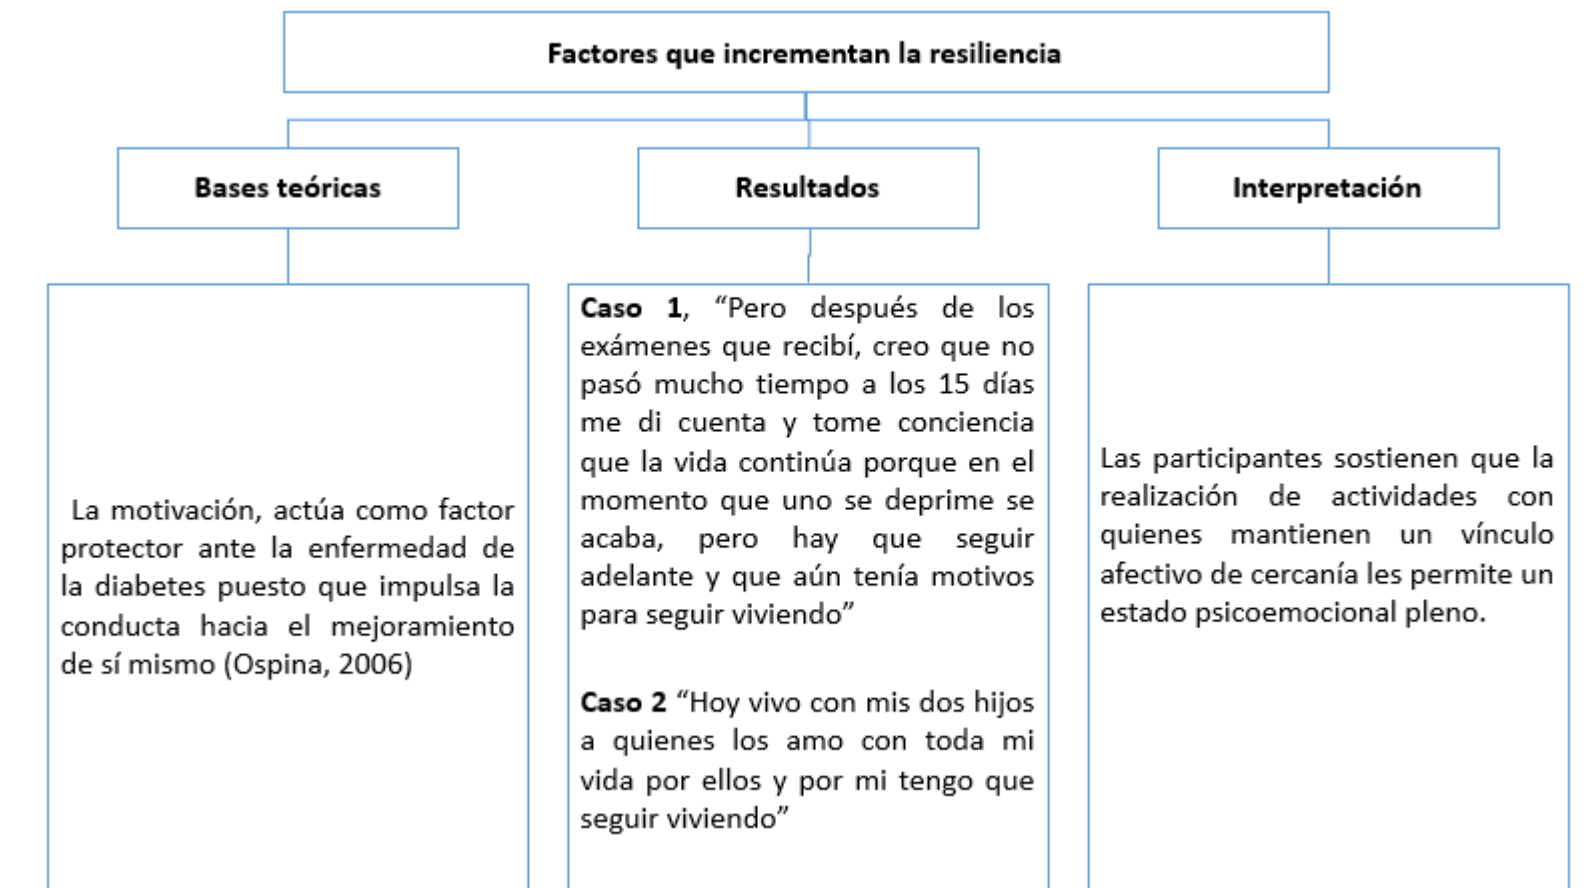 Factores que incrementan la resiliencia
Bases teóricas
Resultados
Interpretación
La motivación, actúa como factor
protector ante la enfermedad de
la diabetes puesto que impulsa la
conducta hacia el mejoramiento
de sí mismo (Ospina, 2006)
Caso 1, “Pero después de los
exámenes que recibí, creo que no
pasó mucho tiempo a los 15 días
me di cuenta y tome conciencia
que la vida continúa porque en el
momento que uno se deprime se
acaba, pero hay que seguir
adelante y que aún tenía motivos
para seguir viviendo”
Caso 2 “Hoy vivo con mis dos hijos
a quienes los amo con toda mi
vida por ellos y por mi tengo que
seguir viviendo”
Las participantes sostienen que la
realización de actividades con
quienes mantienen un vínculo
afectivo de cercanía les permite un
estado psicoemocional pleno.